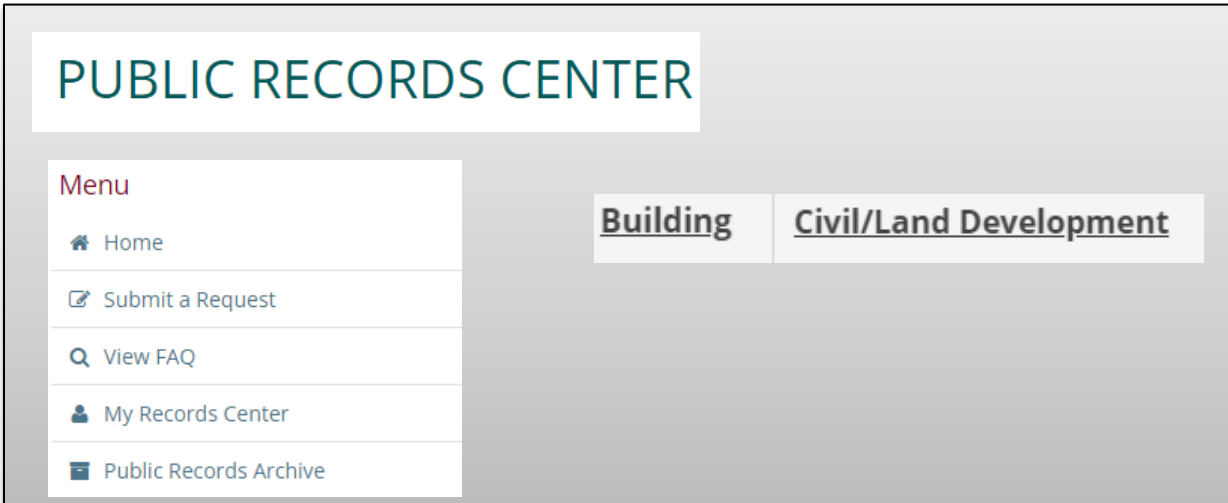 PUBLIC RECORDS CENTER
Menu
Home
Submit a Request
View FAQ
My Records Center
Public Records Archive
Building
Civil/Land Development